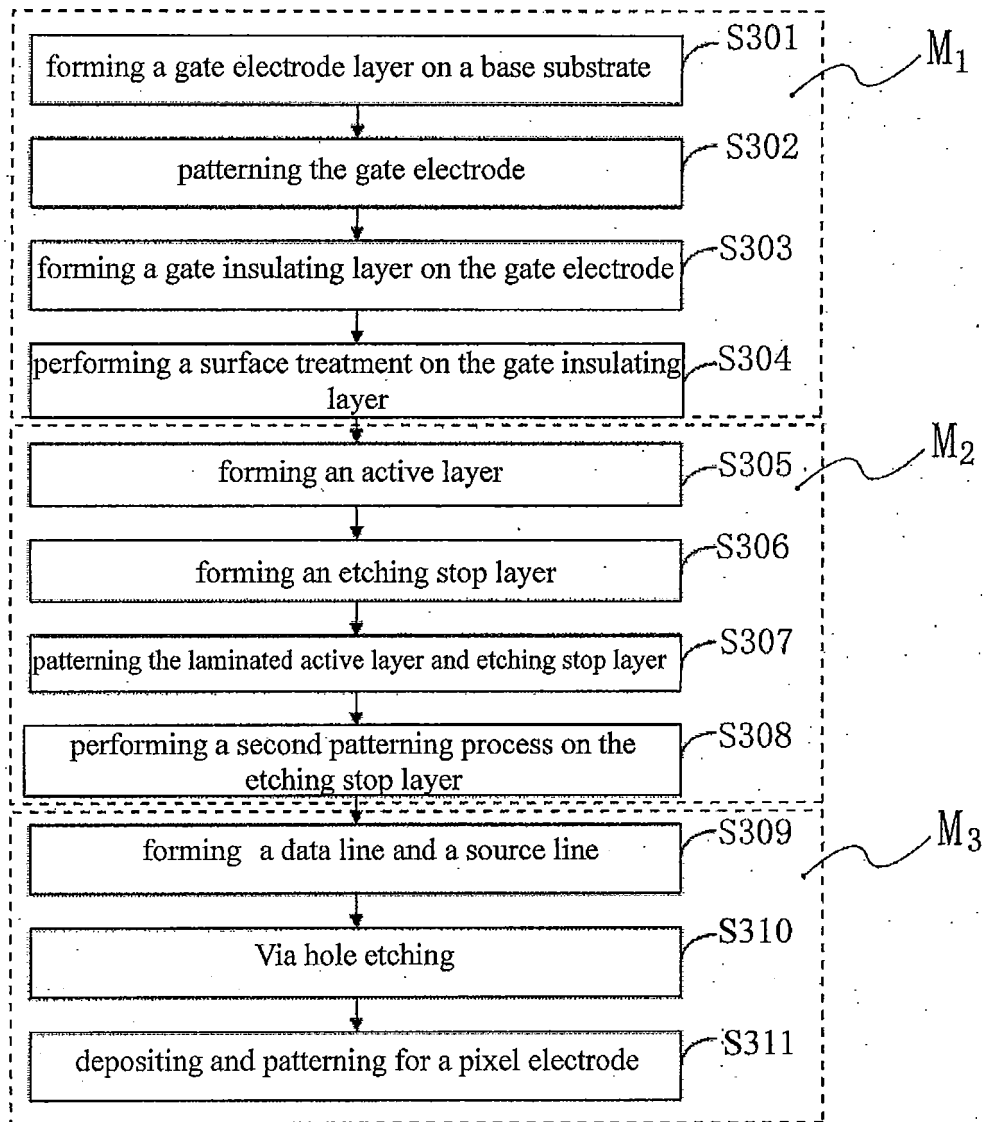 S301
forming a gate electrode layer on a base substrate
M1
S302
patterning the gate electrode
S303
forming a gate insulating layer on the gate electrode
S304
performing a surface treatment on the gate insulating
layer
M2
S305
forming an active layer
S306
forming an etching stop layer
S307
patterning the laminated active layer and etching stop layer
S308
performing a second patterning process on the
etching stop layer
S309
forming a data line and a source line
M3
S310
Via hole etching
S311
depositing and patterning for a pixel electrode